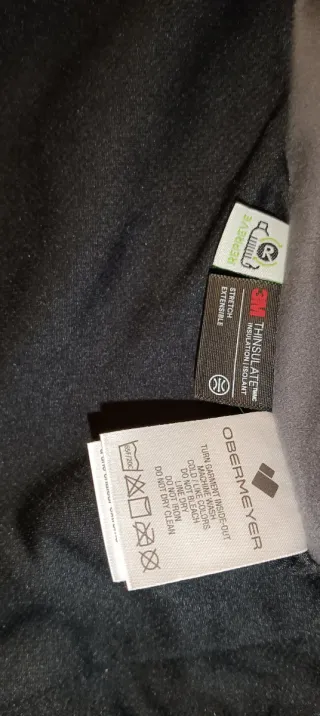 REPREVE
R
3M THINSULATE
INSULATION | ISOLANT
STRETCH
EXTENSIBLE
OBERMEYER
TURN GARMENT INSIDE-OUT
MACHINE WASH
COLD / LIKE COLORS
DO NOT BLEACH
LINE DRY
DO NOT IRON
DO NOT DRY CLEAN